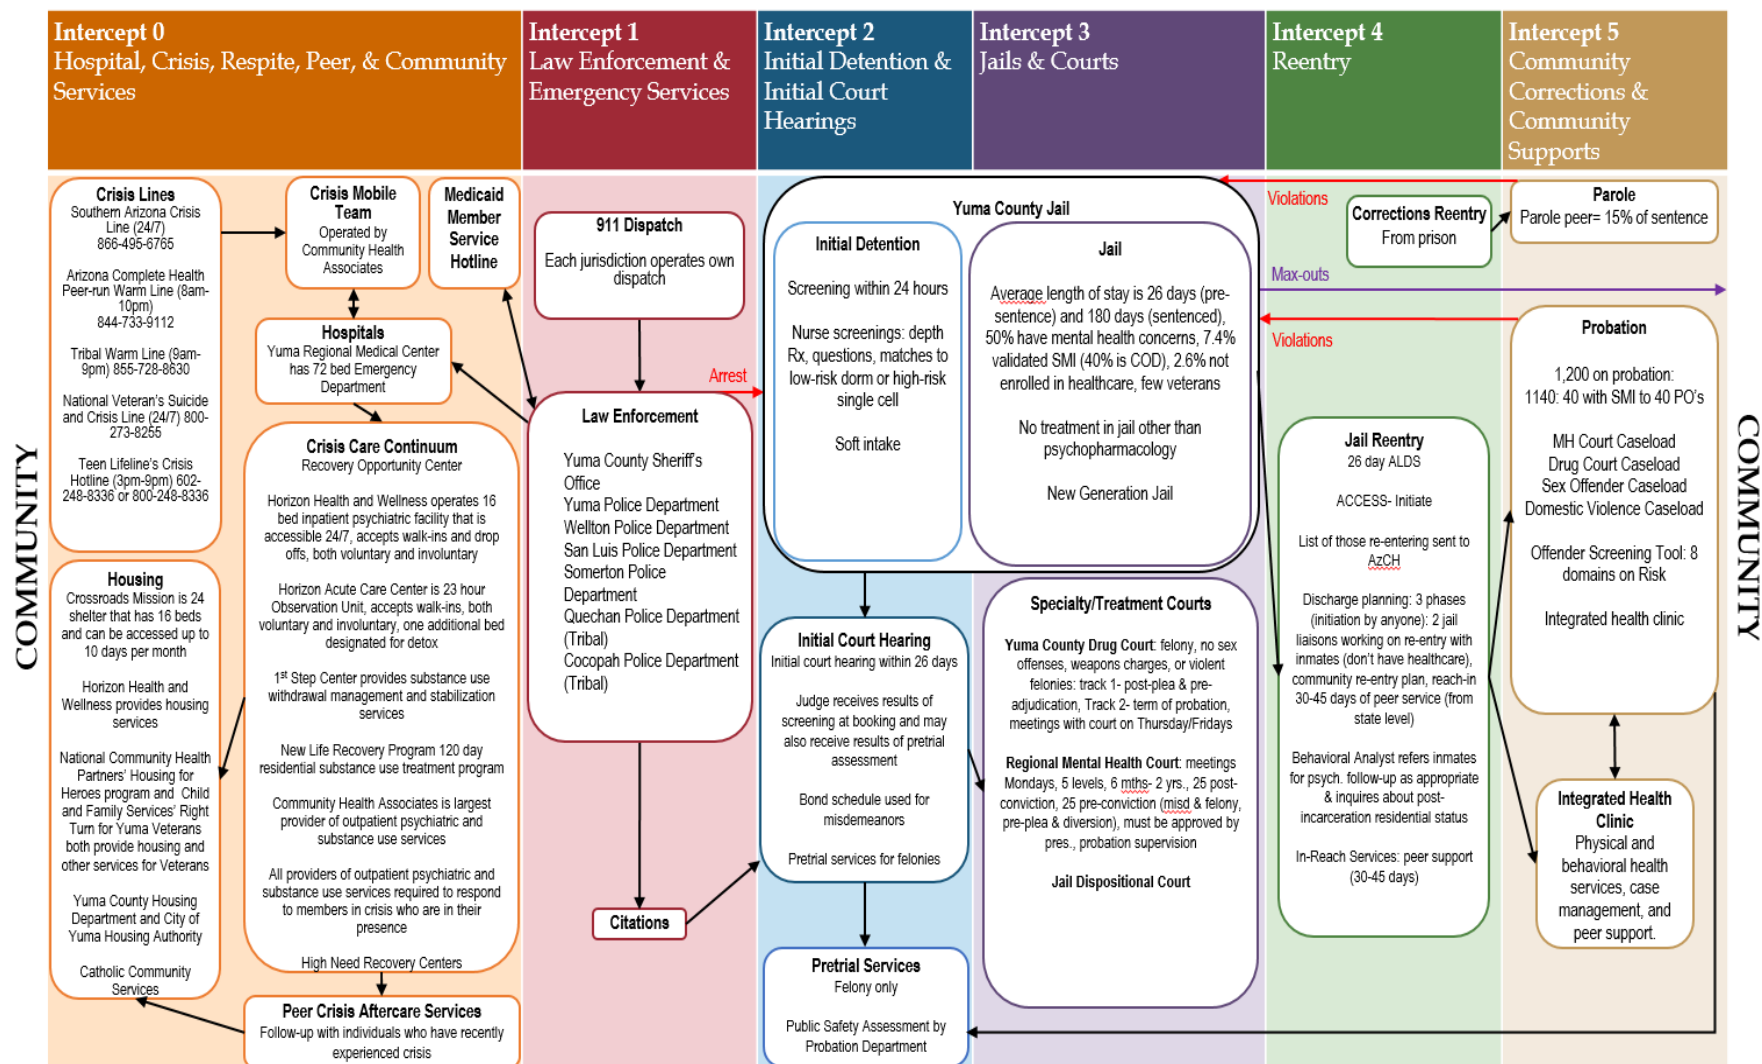 Intercept 0
Hospital, Crisis, Respite, Peer, & Community
Services
Intercept 1
Law Enforcement &
Emergency Services
Intercept 2
Initial Detention &
Initial Court
Hearings
Intercept 3
Jails & Courts
Intercept 4
Reentry
Intercept 5
Community
Corrections &
Community
Supports
COMMUNITY
Crisis Lines
Southern Arizona Crisis
Line (24/7)
866-495-6765
Arizona Complete Health
Peer-run Warm Line (8am-
10pm)
844-733-9112
Tribal Warm Line (9am-
9pm) 855-728-8630
National Veteran's Suicide
and Crisis Line (24/7) 800-
273-8255
Teen Lifeline's Crisis
Hotline (3pm-9pm) 602-
248-8336 or 800-248-8336
Housing
Crossroads Mission is 24
shelter that has 16 beds
and can be accessed up to
10 days per month
Horizon Health and
Wellness provides housing
services
National Community Health
Partners' Housing for
Heroes program and Child
and Family Services' Right
Turn for Yuma Veterans
both provide housing and
other services for Veterans
Yuma County Housing
Department and City of
Yuma Housing Authority
Catholic Community
Services
Crisis Mobile
Team
Operated by
Community Health
Associates
Medicaid
Member
Service
Hotline
Hospitals
Yuma Regional Medical Center
has 72 bed Emergency
Department
Crisis Care Continuum
Recovery Opportunity Center
Horizon Health and Wellness operates 16
bed inpatient psychiatric facility that is
accessible 24/7, accepts walk-ins and drop
offs, both voluntary and involuntary
Horizon Acute Care Center is 23 hour
Observation Unit, accepts walk-ins, both
voluntary and involuntary, one additional bed
designated for detox
1st Step Center provides substance use
withdrawal management and stabilization
services
New Life Recovery Program 120 day
residential substance use treatment program
Community Health Associates is largest
provider of outpatient psychiatric and
substance use services
All providers of outpatient psychiatric and
substance use services required to respond
to members in crisis who are in their
presence
High Need Recovery Centers
Peer Crisis Aftercare Services
Follow-up with individuals who have recently
experienced crisis
911 Dispatch
Each jurisdiction operates own
dispatch
Arrest
Law Enforcement
Yuma County Sheriff's
Office
Yuma Police Department
Wellton Police Department
San Luis Police Department
Somerton Police
Department
Quechan Police Department
(Tribal)
Cocopah Police Department
(Tribal)
Citations
Yuma County Jail
Initial Detention
Screening within 24 hours
Nurse screenings: depth
Rx, questions, matches to
low-risk dorm or high-risk
single cell
Soft intake
Jail
Average length of stay is 26 days (pre-
sentence) and 180 days (sentenced),
50% have mental health concerns, 7.4%
validated SMI (40% is COD), 2.6% not
enrolled in healthcare, few veterans
No treatment in jail other than
psychopharmacology
New Generation Jail
Initial Court Hearing
Initial court hearing within 26 days
Judge receives results of
screening at booking and may
also receive results of pretrial
assessment
Bond schedule used for
misdemeanors
Pretrial services for felonies
Pretrial Services
Felony only
Public Safety Assessment by
Probation Department
Specialty/Treatment Courts
Yuma County Drug Court: felony, no sex
offenses, weapons charges, or violent
felonies: track 1- post-plea & pre-
adjudication, Track 2- term of probation,
meetings with court on Thursday/Fridays
Regional Mental Health Court: meetings
Mondays, 5 levels, 6 mths- 2 yrs., 25 post-
conviction, 25 pre-conviction (misd & felony,
pre-plea & diversion), must be approved by
pres., probation supervision
Jail Dispositional Court
Violations
Corrections Reentry
From prison
Max-outs
Violations
Jail Reentry
26 day ALDS
ACCESS- Initiate
List of those re-entering sent to
AzCH
Discharge planning: 3 phases
(initiation by anyone): 2 jail
liaisons working on re-entry with
inmates (don't have healthcare),
community re-entry plan, reach-in
30-45 days of peer service (from
state level)
Behavioral Analyst refers inmates
for psych. follow-up as appropriate
& inquires about post-
incarceration residential status
In-Reach Services: peer support
(30-45 days)
Parole
Parole peer= 15% of sentence
Probation
1,200 on probation:
1140: 40 with SMI to 40 PO's
MH Court Caseload
Drug Court Caseload
Sex Offender Caseload
Domestic Violence Caseload
Offender Screening Tool: 8
domains on Risk
Integrated health clinic
Integrated Health
Clinic
Physical and
behavioral health
services, case
management, and
peer support.
COMMUNITY